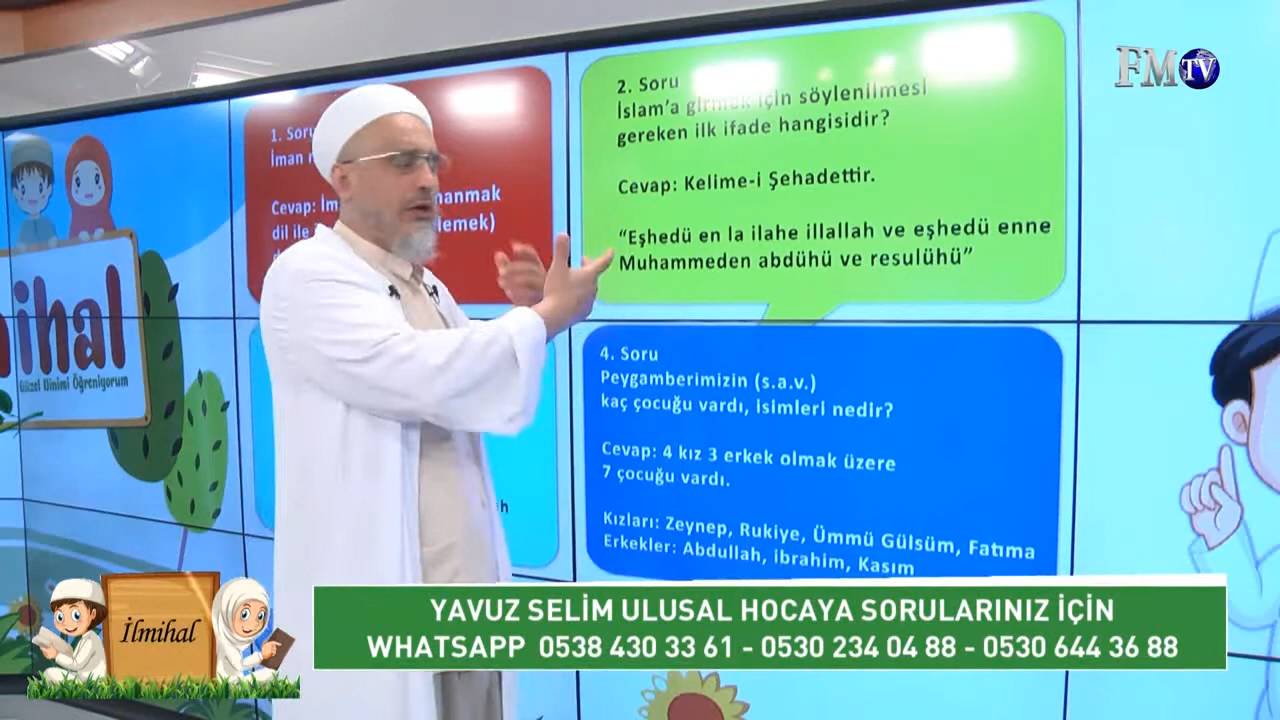 FM TV
1. Soru
İman
Cevap:
dil ile
lemek)
2. Soru
İslam'a girmek için söylenilmesi
gereken ilk ifade hangisidir?
Cevap: Kelime-i Şehadettir.
"Eşhedü en la ilahe illallah ve eşhedü enne
Muhammeden abdühü ve resulühü"
4. Soru
Peygamberimizin (s.a.v.)
kaç çocuğu vardı, isimleri nedir?
Cevap: 4 kız 3 erkek olmak üzere
7 çocuğu vardı.
Kızları: Zeynep, Rukiye, Ümmü Gülsüm, Fatıma
Erkekler: Abdullah, ibrahim, Kasım
ihal
Güzel Dinimi Öğreniyorum
İlmihal
YAVUZ SELİM ULUSAL HOCAYA SORULARINIZ İÇİN
WHATSAPP 0538 430 33 61 - 0530 234 04 88 - 0530 644 36 88